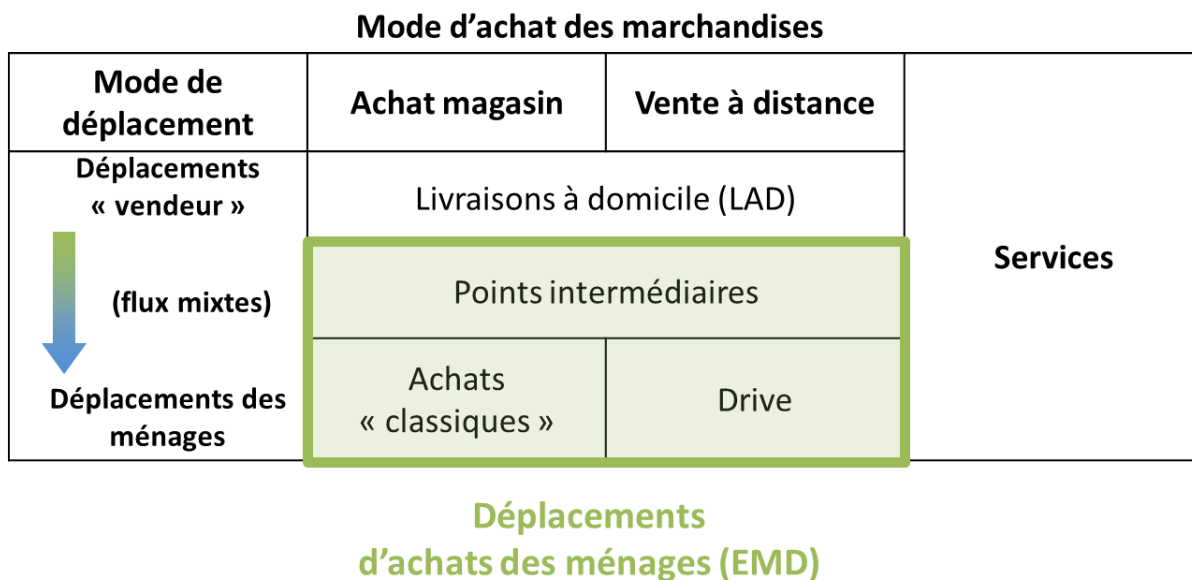 Mode d'achat des marchandises
Mode de
déplacement
Achat magasin
Vente à distance
Services
Déplacements
« vendeur »
Livraisons à domicile (LAD)
(flux mixtes)
Points intermédiaires
Déplacements des
ménages
Achats
« classiques »
Drive
Déplacements
d'achats des ménages (EMD)